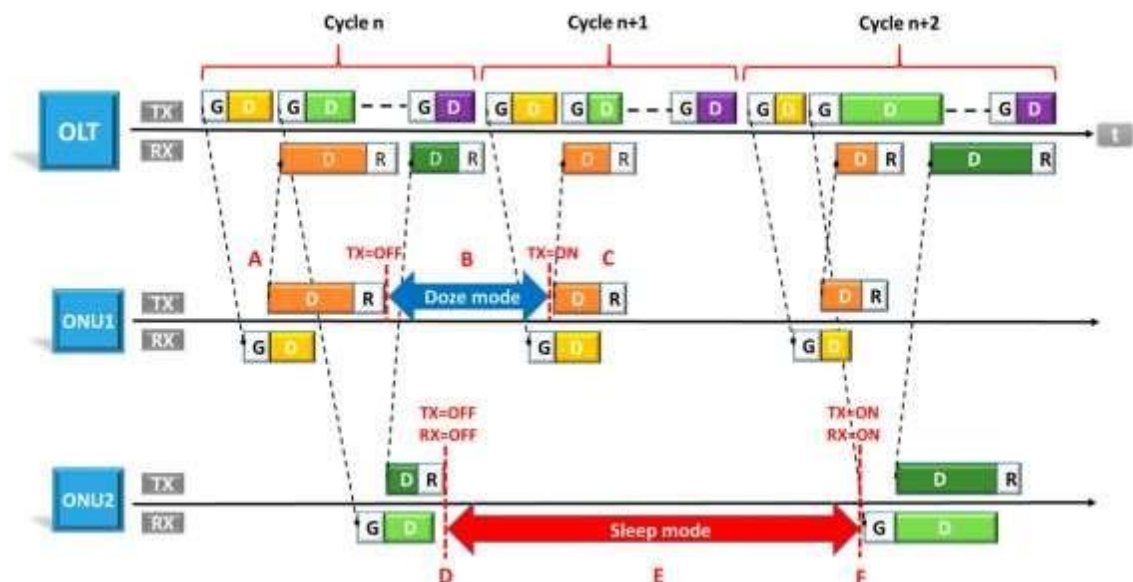 Cycle n Cycle n+1 Cycle n+2
G D G D G D G D G D G D G D G D G D
OLT TX
RX t
D R D R D R D R D R
A TX=OFF B TX=ON C
ONU1 TX D R Doze mode D R D R
RX G D G D G D
TX=OFF TX=ON
RX=OFF RX=ON
ONU2 TX D R D R
RX G D Sleep mode G D
D E F